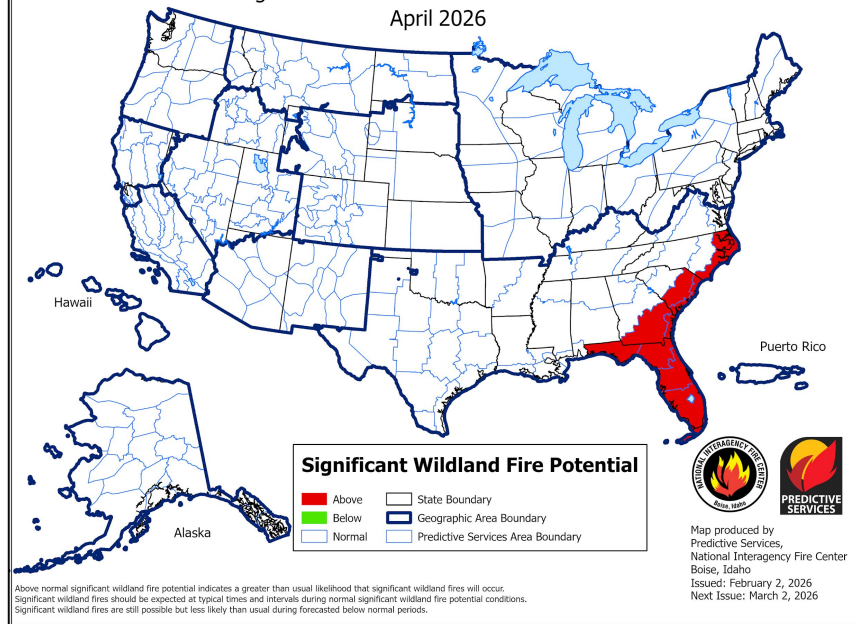 April 2026
Hawaii
Puerto Rico
Alaska
Significant Wildland Fire Potential
Above
State Boundary
Below
Geographic Area Boundary
Normal
Predictive Services Area Boundary
NATIONAL INTERAGENCY FIRE CENTER
Boise, Idaho
PREDICTIVE
SERVICES
Map produced by
Predictive Services,
National Interagency Fire Center
Boise, Idaho
Issued: February 2, 2026
Next Issue: March 2, 2026
Above normal significant wildland fire potential indicates a greater than usual likelihood that significant wildland fires will occur.
Significant wildland fires should be expected at typical times and intervals during normal significant wildland fire potential conditions.
Significant wildland fires are still possible but less likely than usual during forecasted below normal periods.